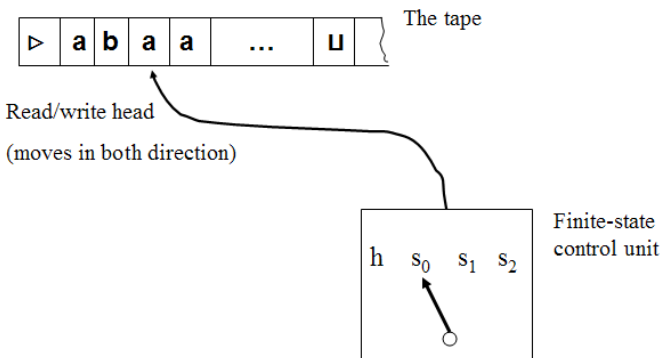 ▷ a b a a ... ⊔
The tape
Read/write head
(moves in both direction)
Finite-state
control unit
h s₀ s₁ s₂